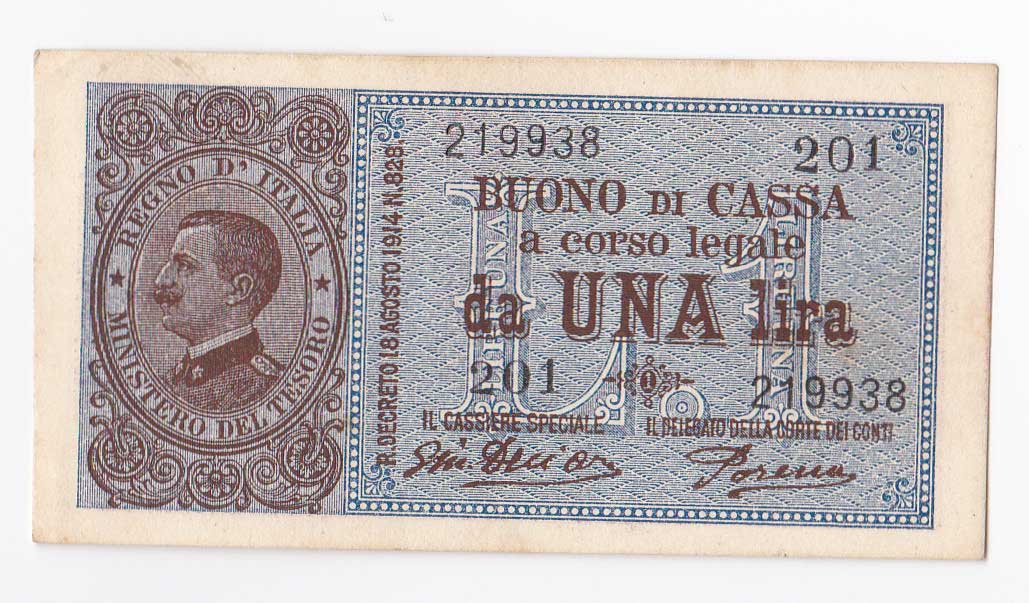 REGNO D' ITALIA
MINISTERO DEL TESORO
R. DECRETO 18 AGOSTO 1914. N. 828.
219938
201
BUONO DI CASSA
a corso legale
da UNA lira
201
219938
IL CASSIERE SPECIALE
IL DELEGATO DELLA CORTE DEI CONTI
L. 1